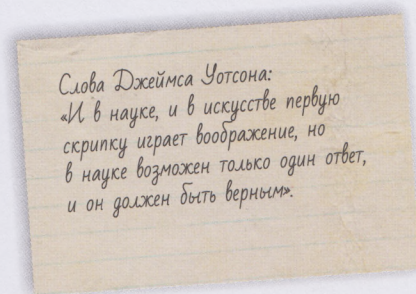 Слова Джеймса Уотсона:
«И в науке, и в искусстве первую
скрипку играет воображение, но
в науке возможен только один ответ,
и он должен быть верным».